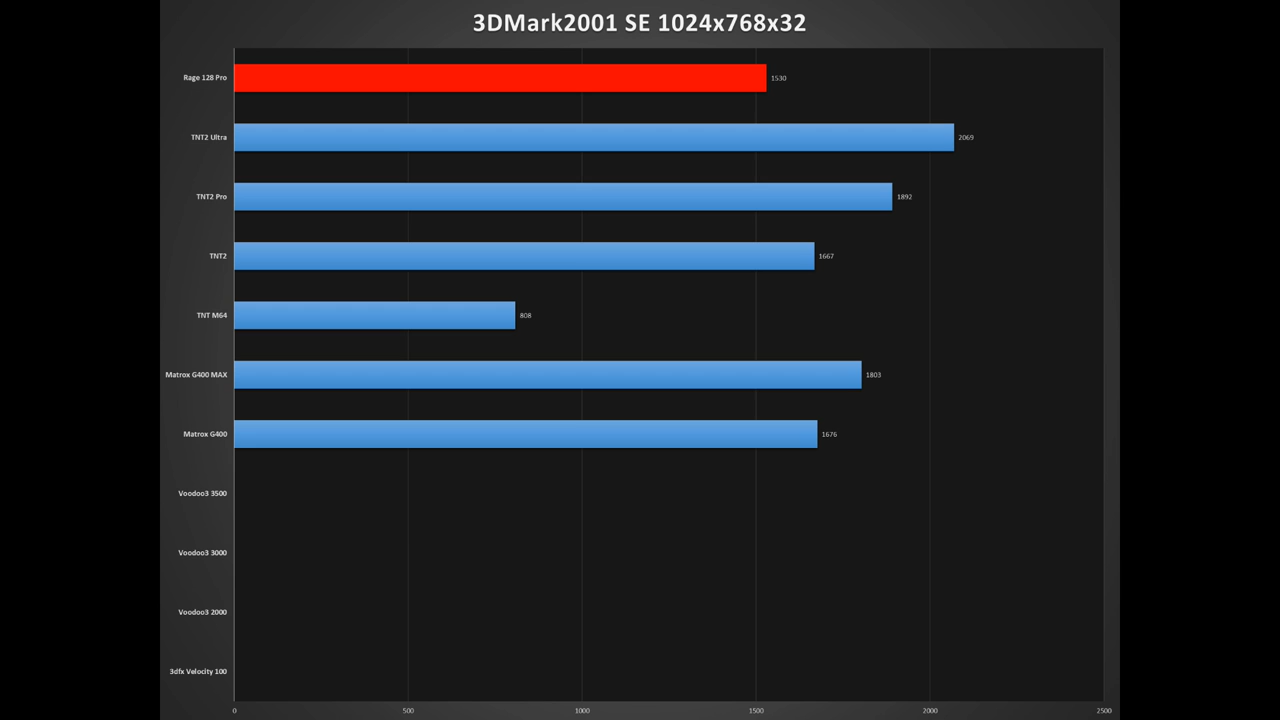 3DMark2001 SE 1024x768x32
Rage 128 Pro 1530
TNT2 Ultra 2069
TNT2 Pro 1892
TNT2 1667
TNT M64 808
Matrox G400 MAX 1803
Matrox G400 1676
Voodoo3 3500
Voodoo3 3000
Voodoo3 2000
3dfx Velocity 100
0 500 1000 1500 2000 2500